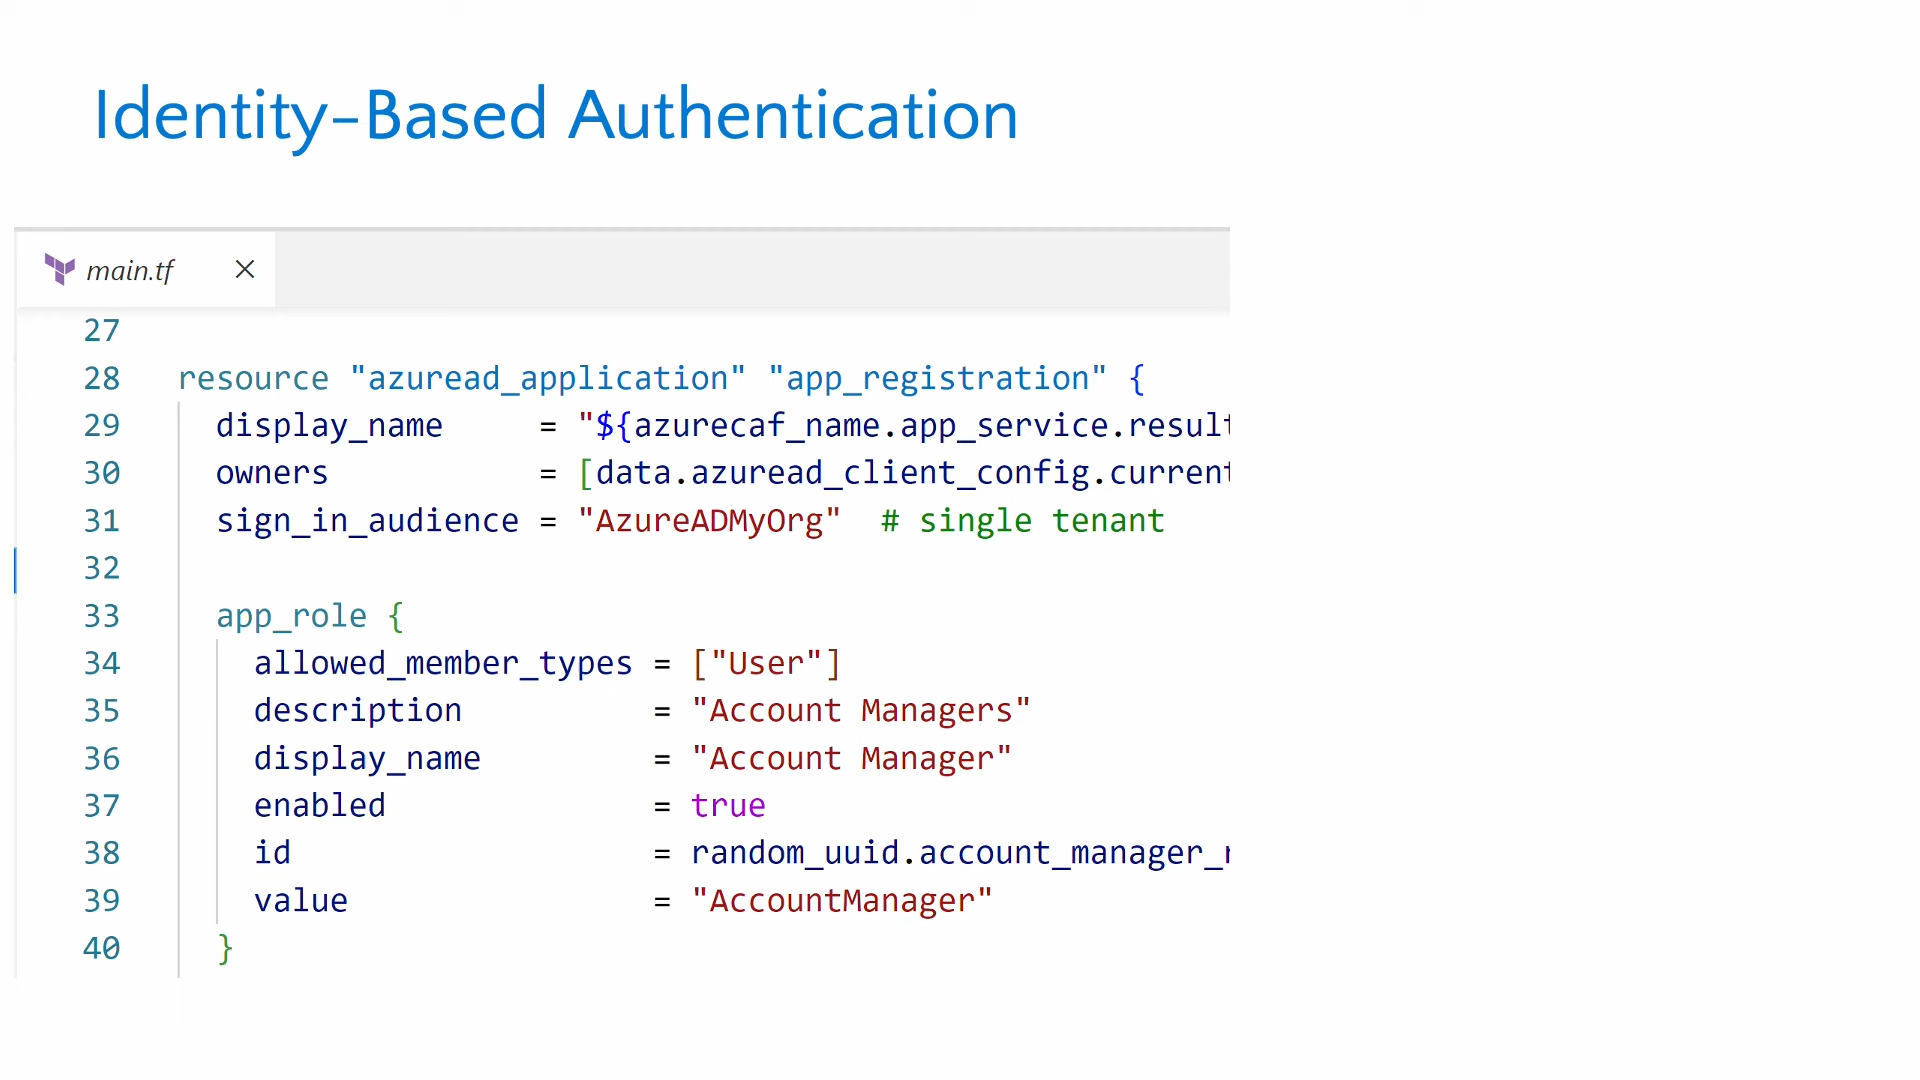 Identity-Based Authentication
main.tf
27
28 resource "azuread_application" "app_registration" {
29 display_name = "${azurecaf_name.app_service.result
30 owners = [data.azuread_client_config.current
31 sign_in_audience = "AzureADMyOrg" # single tenant
32
33 app_role {
34 allowed_member_types = ["User"]
35 description = "Account Managers"
36 display_name = "Account Manager"
37 enabled = true
38 id = random_uuid.account_manager_
39 value = "AccountManager"
40 }